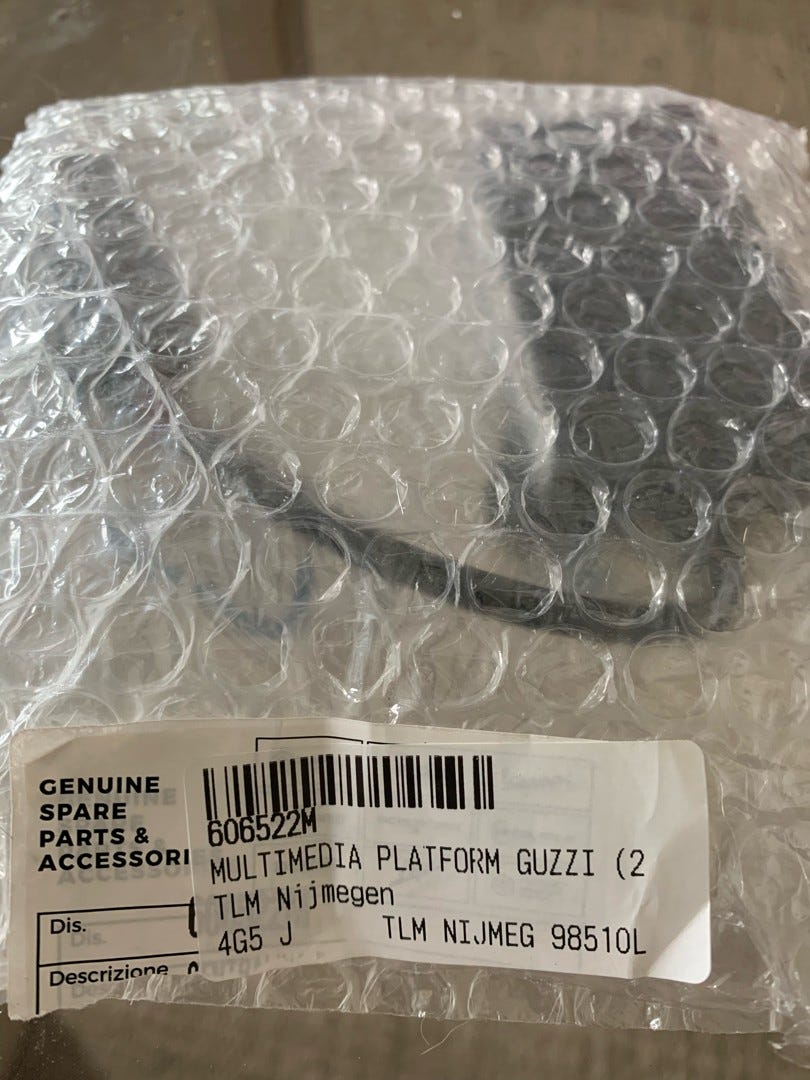 GENUINE
SPARE
PARTS &
ACCESSORI
Dis.
Descrizione
606522M
MULTIMEDIA PLATFORM GUZZI (2
TLM Nijmegen
4G5 J TLM NIJMEG 98510L